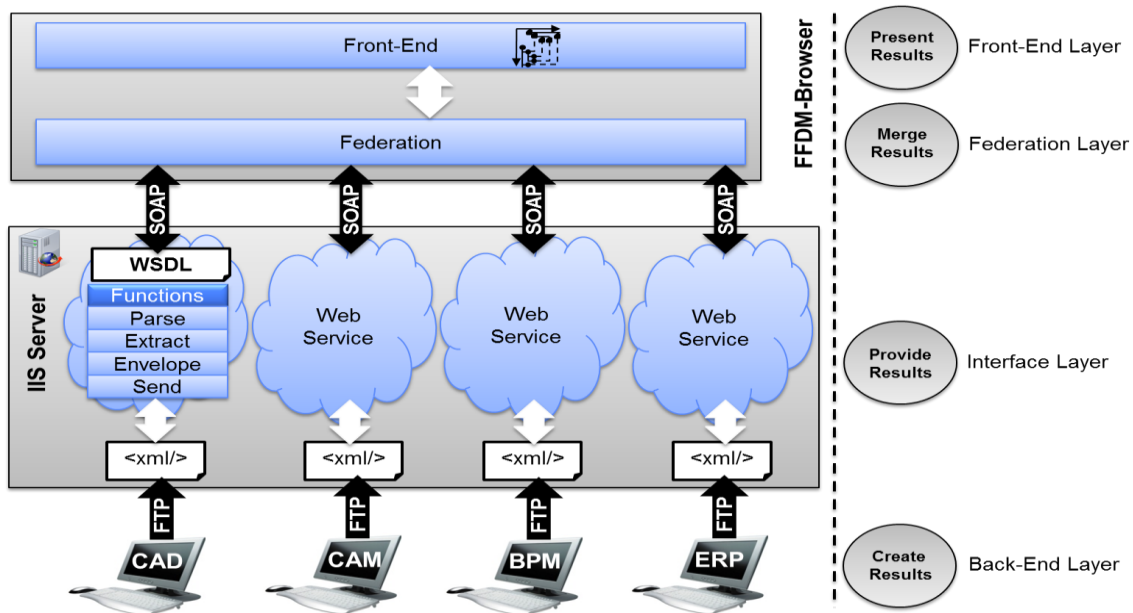 Front-End
Federation
FFDM-Browser
Present
Results
Front-End Layer
Merge
Results
Federation Layer
SOAP
SOAP
SOAP
SOAP
IIS Server
WSDL
Functions
Parse
Extract
Envelope
Send
Web
Service
Web
Service
Web
Service
Provide
Results
Interface Layer
<xml/>
<xml/>
<xml/>
<xml/>
FTP
FTP
FTP
FTP
CAD
CAM
BPM
ERP
Create
Results
Back-End Layer